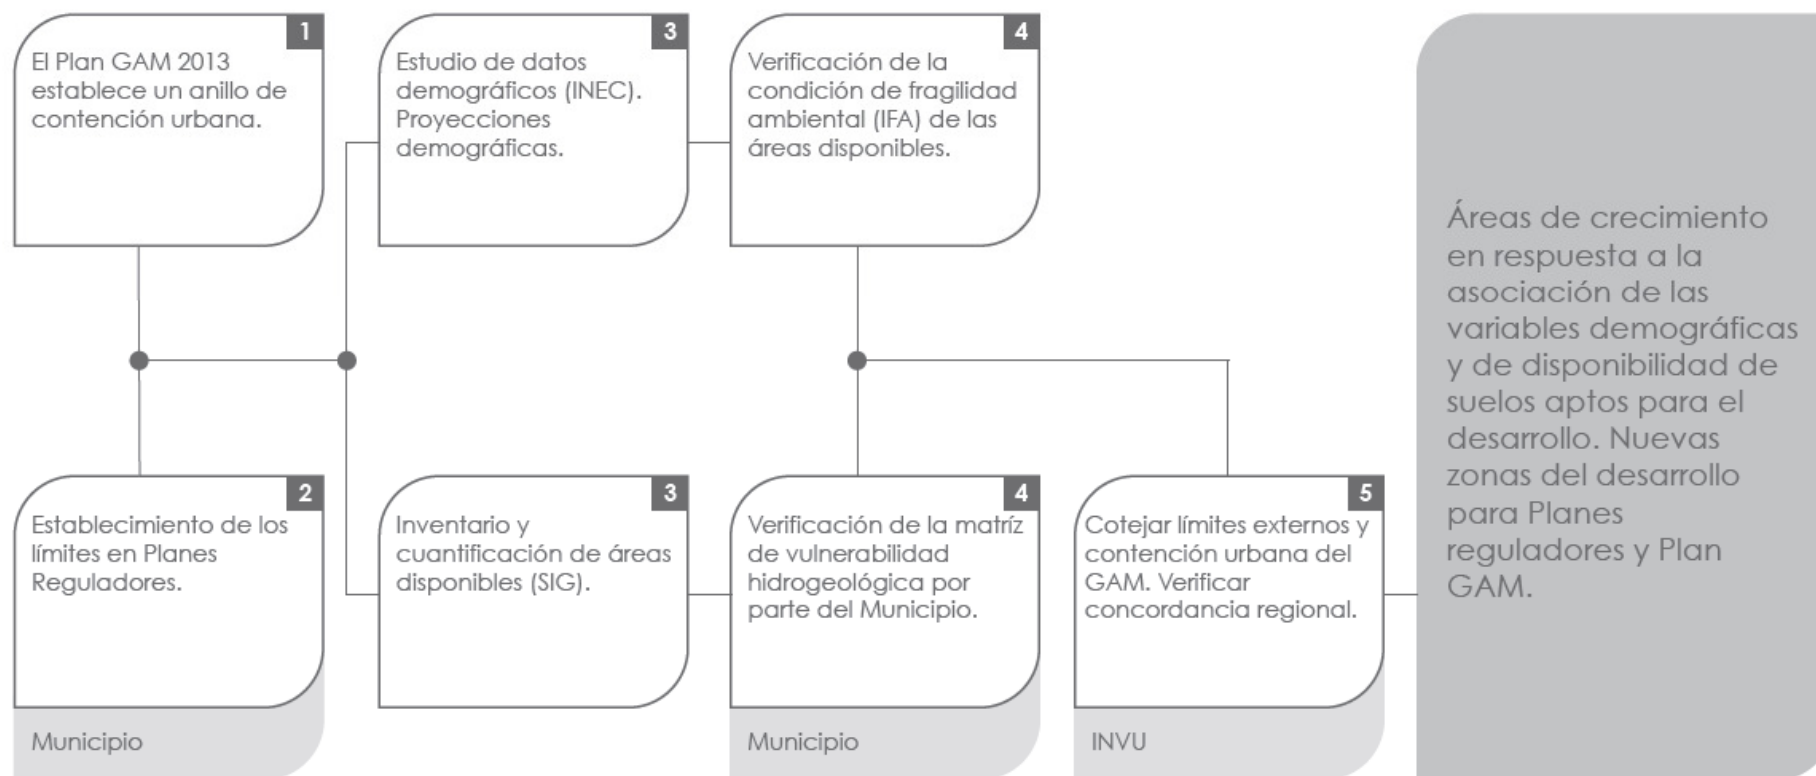 1
El Plan GAM 2013
establece un anillo de
contención urbana.
3
Estudio de datos
demográficos (INEC).
Proyecciones
demográficas.
4
Verificación de la
condición de fragilidad
ambiental (IFA) de las
áreas disponibles.
2
Establecimiento de los
límites en Planes
Reguladores.
Municipio
3
Inventario y
cuantificación de áreas
disponibles (SIG).
4
Verificación de la matríz
de vulnerabilidad
hidrogeológica por
parte del Municipio.
Municipio
5
Cotejar límites externos y
contención urbana del
GAM. Verificar
concordancia regional.
INVU
Áreas de crecimiento
en respuesta a la
asociación de las
variables demográficas
y de disponibilidad de
suelos aptos para el
desarrollo. Nuevas
zonas del desarrollo
para Planes
reguladores y Plan
GAM.